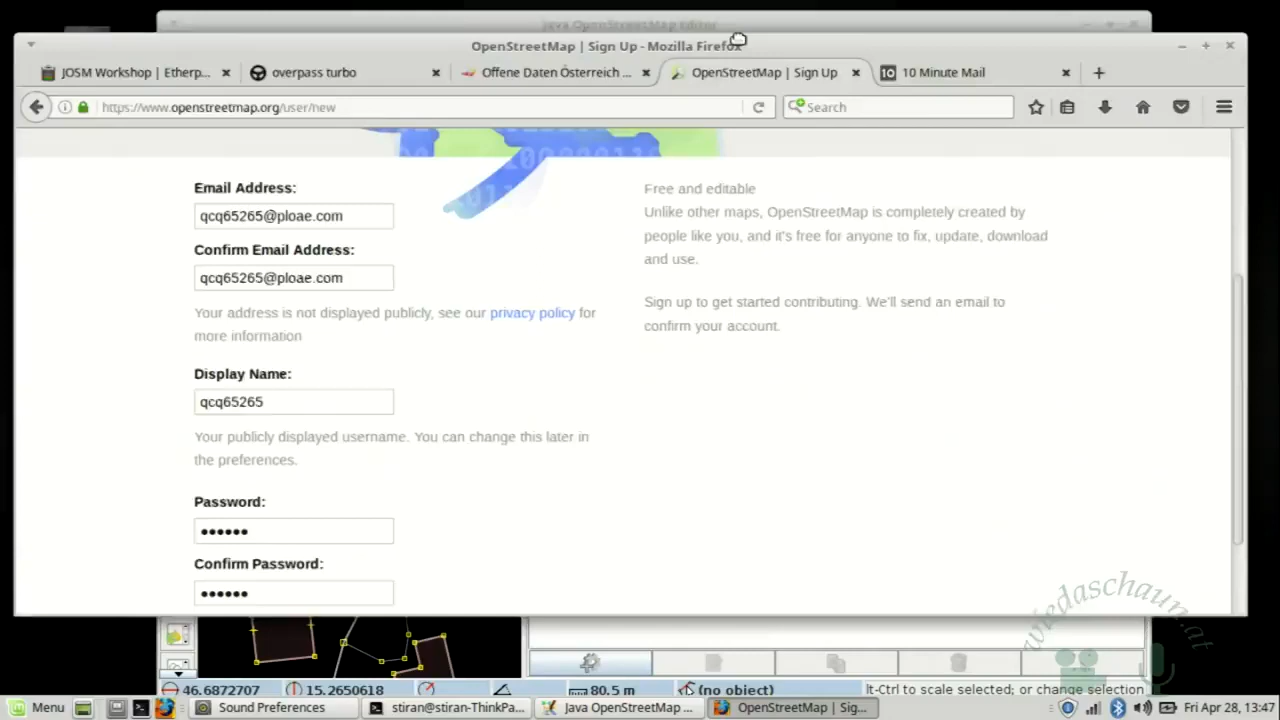 Java OpenStreetMap Editor
OpenStreetMap | Sign Up - Mozilla Firefox
JOSM Workshop | Etherp...
overpass turbo
Offene Daten Österreich ...
OpenStreetMap | Sign Up
10 10 Minute Mail
https://www.openstreetmap.org/user/new
Search
Email Address:
qcq65265@ploae.com
Confirm Email Address:
qcq65265@ploae.com
Your address is not displayed publicly, see our privacy policy for
more information
Display Name:
qcq65265
Your publicly displayed username. You can change this later in
the preferences.
Password:
••••••
Confirm Password:
••••••
Free and editable
Unlike other maps, OpenStreetMap is completely created by
people like you, and it's free for anyone to fix, update, download
and use.
Sign up to get started contributing. We'll send an email to
confirm your account.
wiedaschaun.at
46.6872707
15.2650618
80.5 m
(no object)
lt-Ctrl to scale selected; or change selection
Menu
Sound Preferences
stiran@stiran-ThinkPa...
Java OpenStreetMap ...
OpenStreetMap | Sig...
Fri Apr 28, 13:47